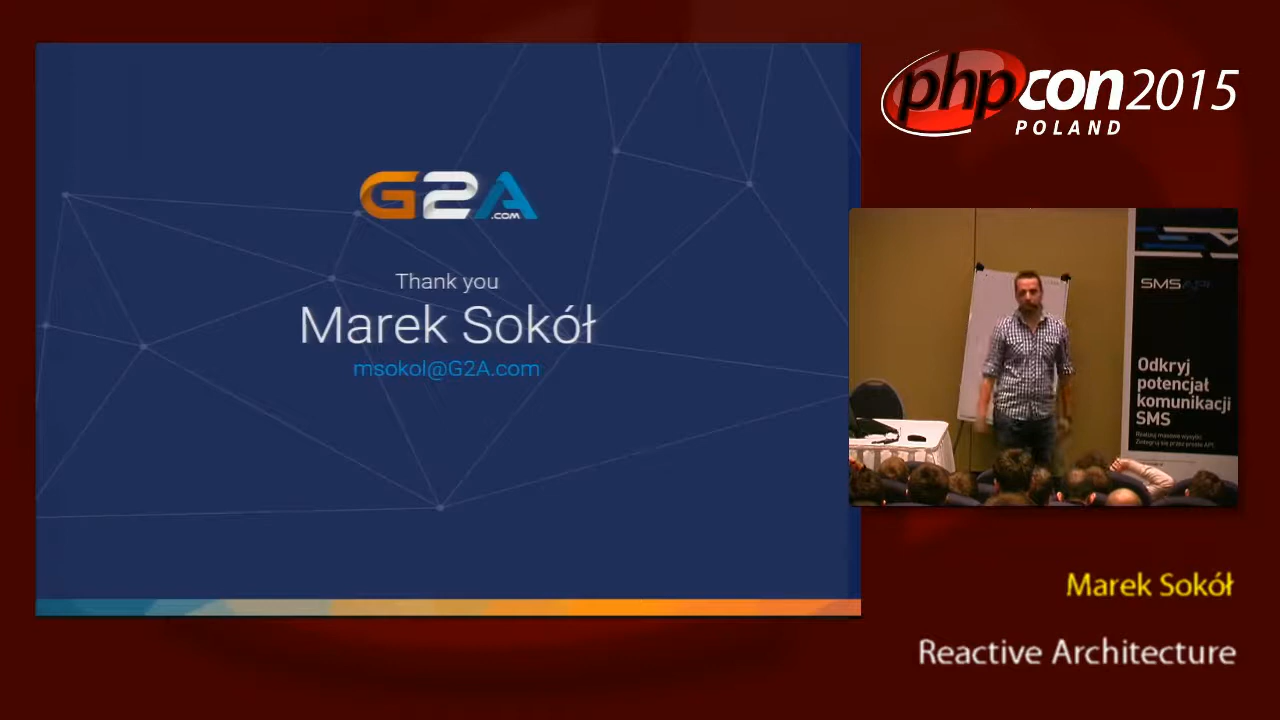 G2A
.COM
Thank you
Marek Sokół
msokol@G2A.com
phpcon2015
POLAND
SMSAPI
Odkryj
potencjał
komunikacji
SMS
Marek Sokół
Reactive Architecture